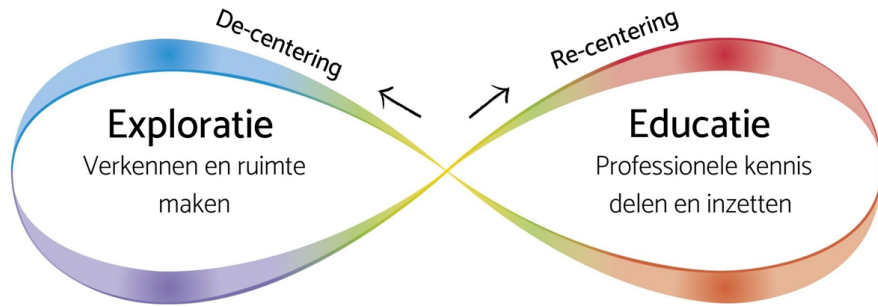 De-centering
Re-centering
Exploratie
Verkennen en ruimte
maken
Educatie
Professionele kennis
delen en inzetten